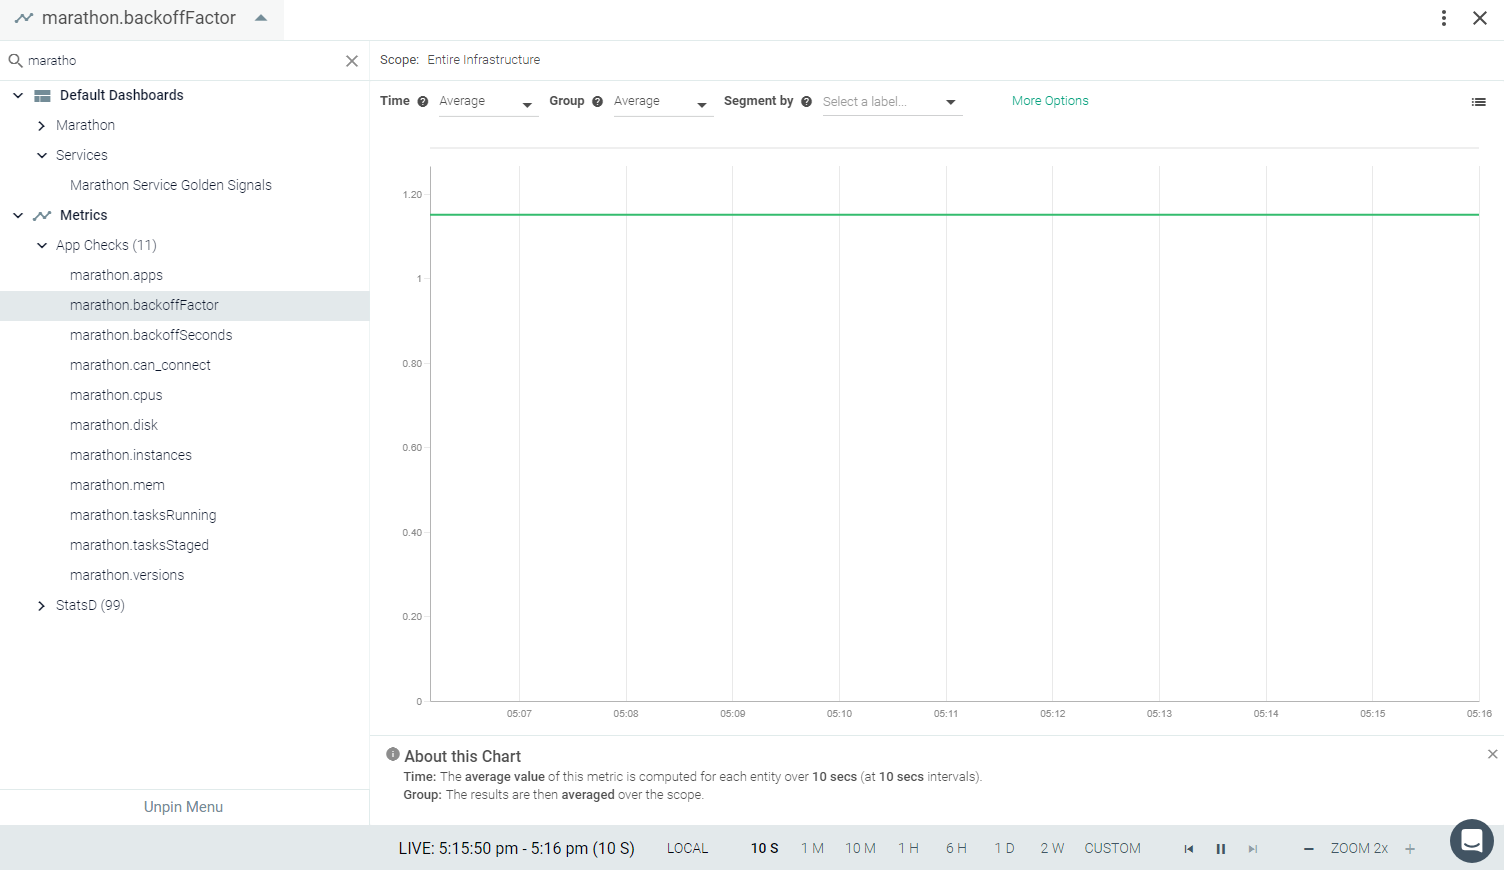 marathon.backoffFactor
maratho
Default Dashboards
Marathon
Services
Marathon Service Golden Signals
Metrics
App Checks (11)
marathon.apps
marathon.backoffFactor
marathon.backoffSeconds
marathon.can_connect
marathon.cpus
marathon.disk
marathon.instances
marathon.mem
marathon.tasksRunning
marathon.tasksStaged
marathon.versions
StatsD (99)
Unpin Menu
Scope: Entire Infrastructure
Time ? Average Group ? Average Segment by ? Select a label... More Options
1.20
1
0.80
0.60
0.40
0.20
0
05:07 05:08 05:09 05:10 05:11 05:12 05:13 05:14 05:15 05:16
i About this Chart
Time: The average value of this metric is computed for each entity over 10 secs (at 10 secs intervals).
Group: The results are then averaged over the scope.
LIVE: 5:15:50 pm - 5:16 pm (10 S) LOCAL 10 S 1 M 10 M 1 H 6 H 1 D 2 W CUSTOM ZOOM 2x